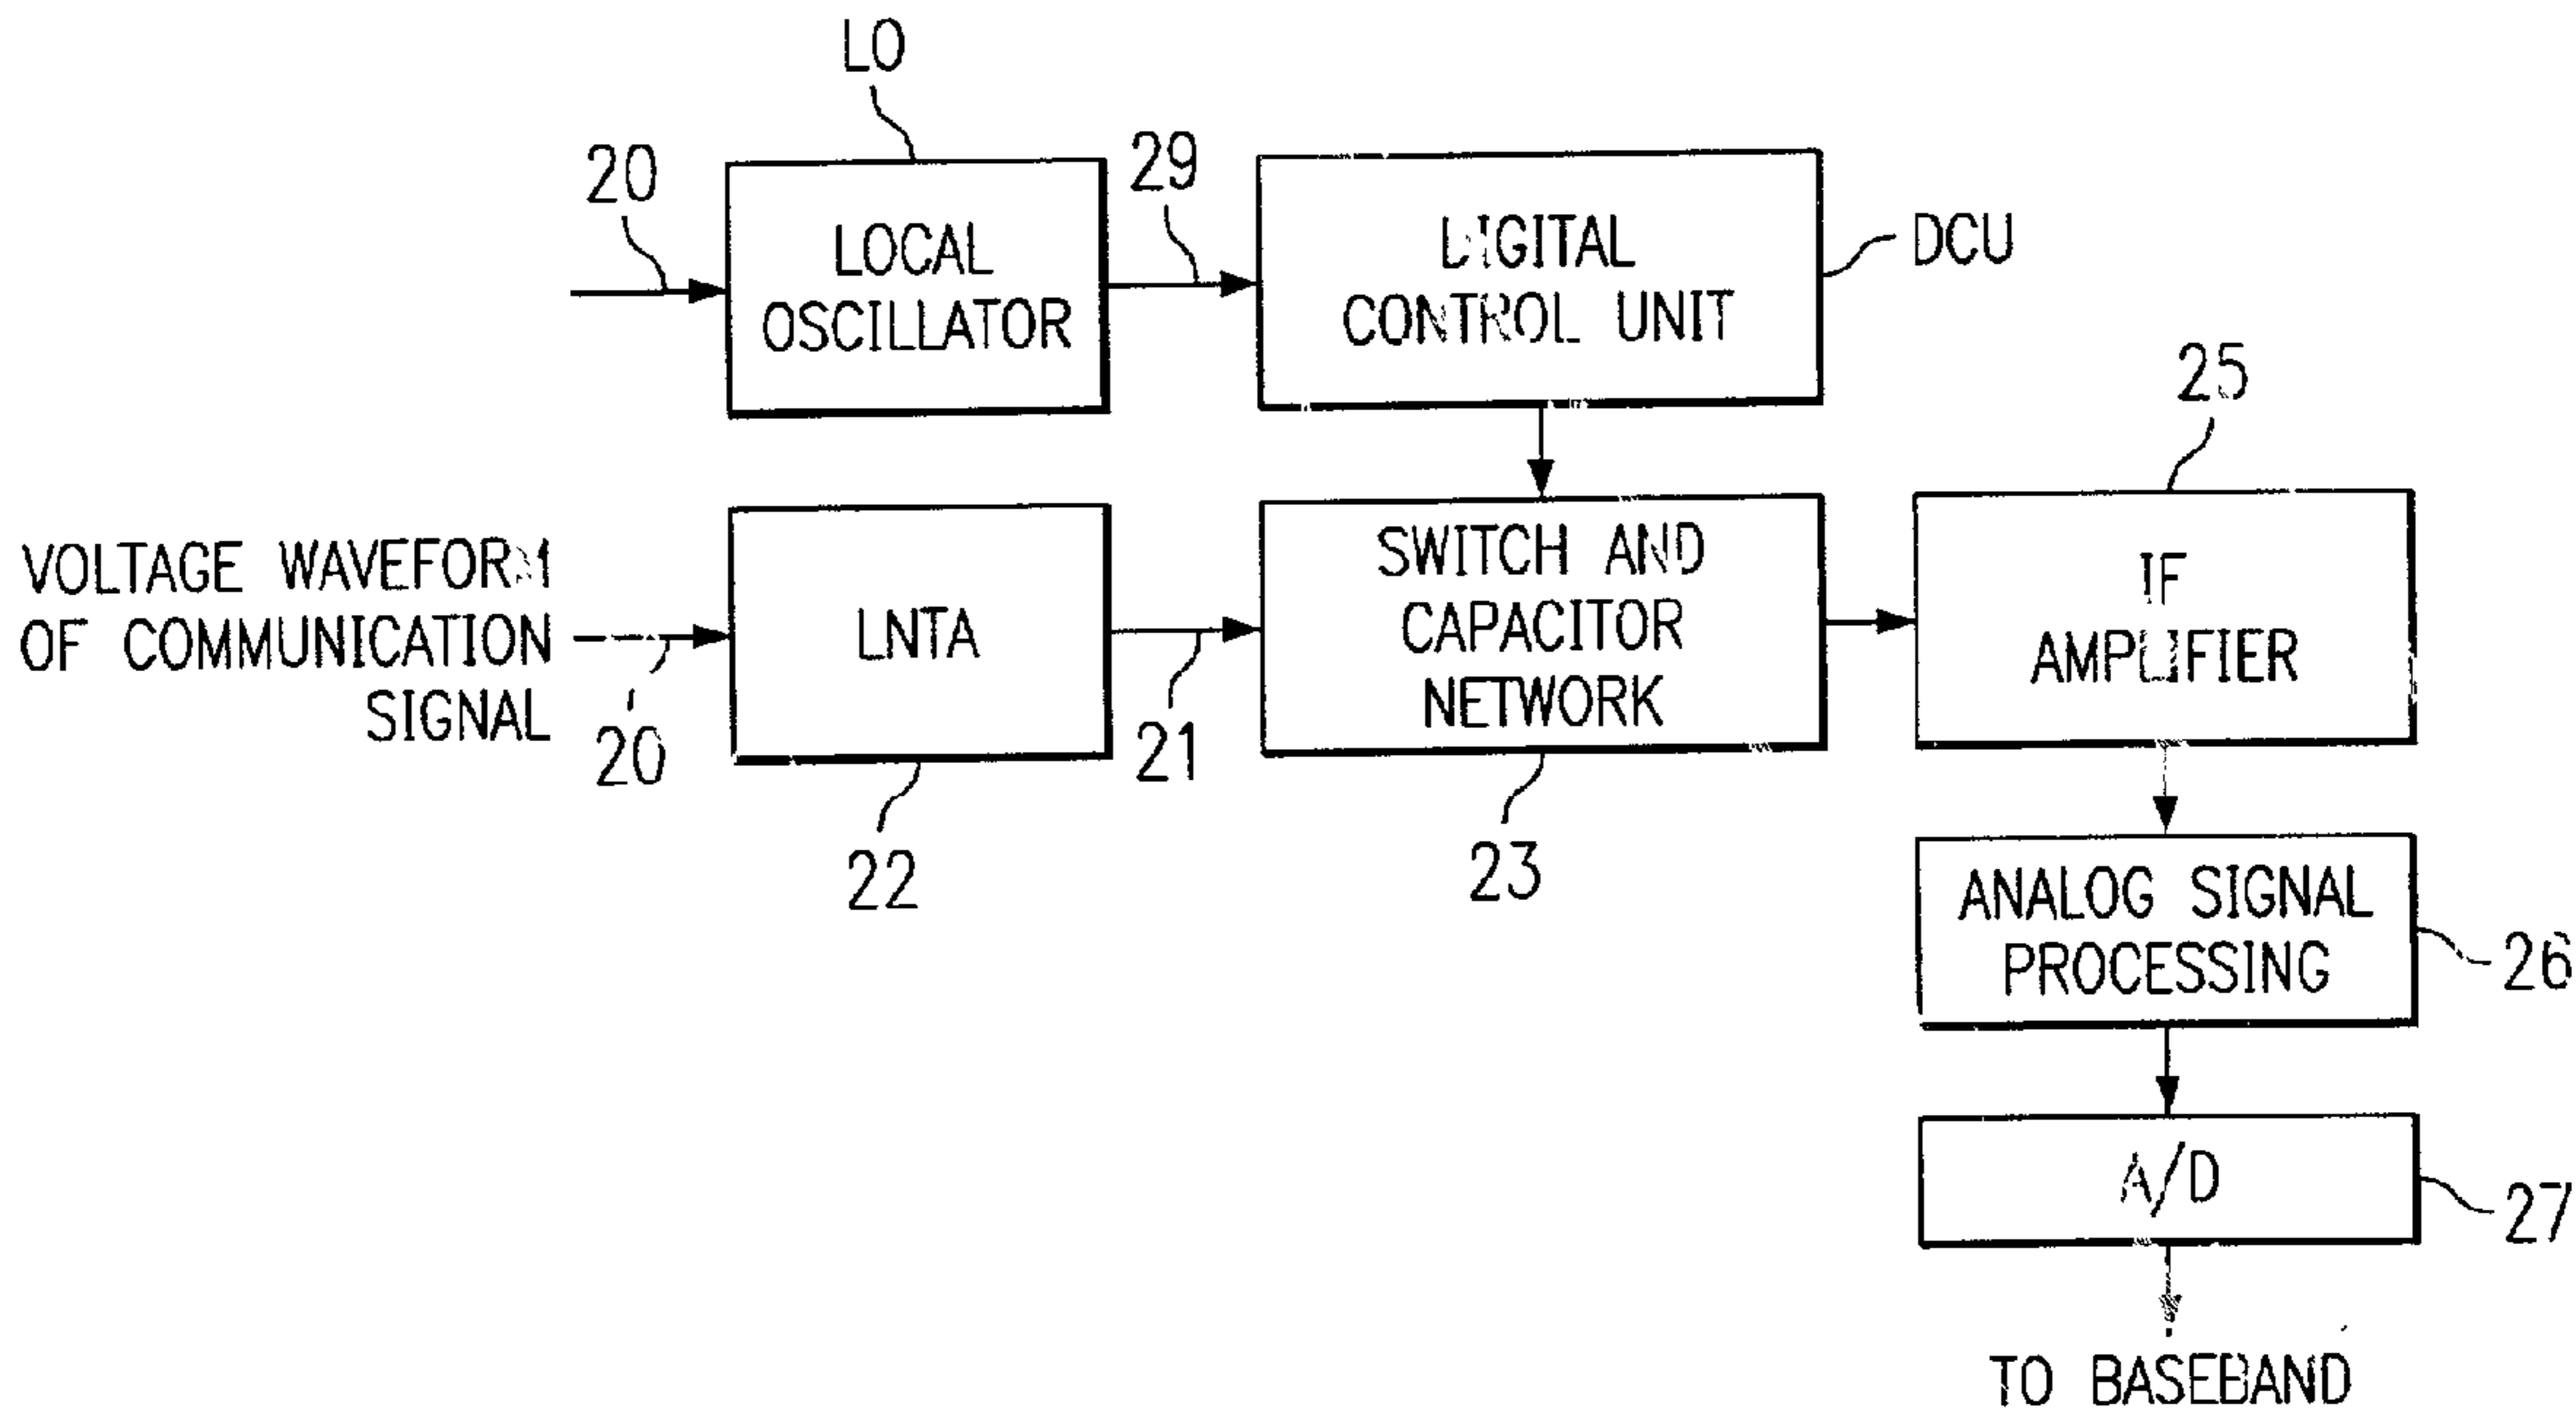 LO
20
29
LOCAL
OSCILLATOR
DIGITAL
CONTROL UNIT
DCU
25
VOLTAGE WAVEFORM
OF COMMUNICATION
SIGNAL
20
LNTA
21
22
SWITCH AND
CAPACITOR
NETWORK
23
IF
AMPLIFIER
ANALOG SIGNAL
PROCESSING
26
A/D
27
TO BASEBAND